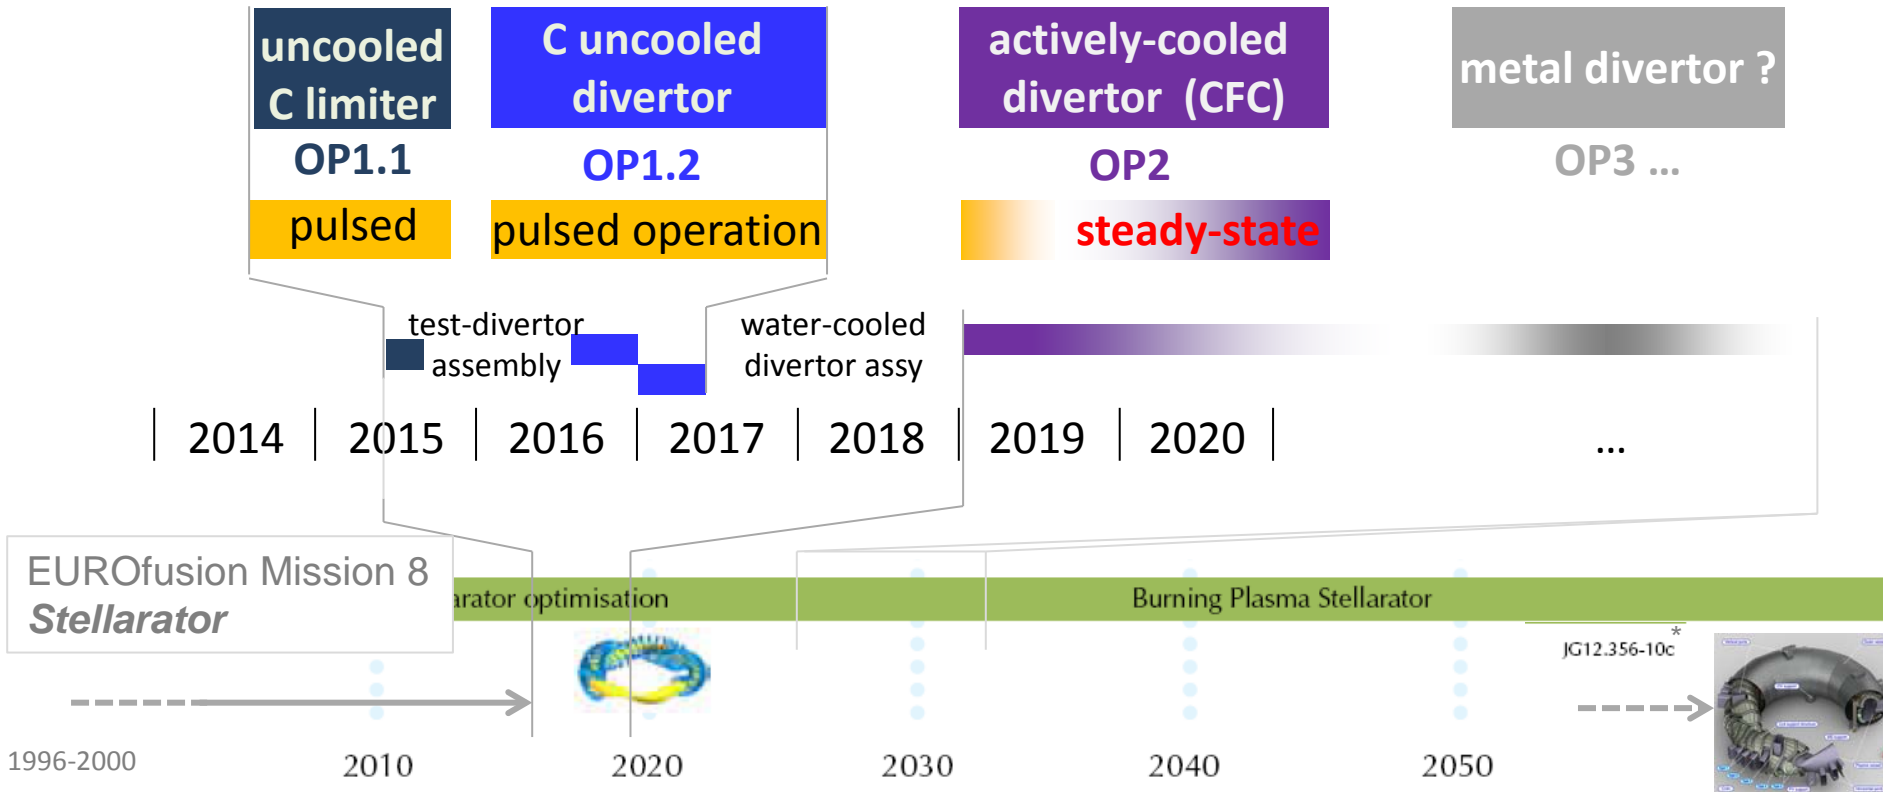 uncooled
C limiter
C uncooled
divertor
actively-cooled
divertor (CFC)
metal divertor ?
OP1.1
OP1.2
OP2
OP3 ...
pulsed
pulsed operation
steady-state
test-divertor
assembly
water-cooled
divertor assy
2014
2015
2016
2017
2018
2019
2020
...
EUROfusion Mission 8
Stellarator
arator optimisation
Burning Plasma Stellarator
JG12.356-10c
*
1996-2000
2010
2020
2030
2040
2050